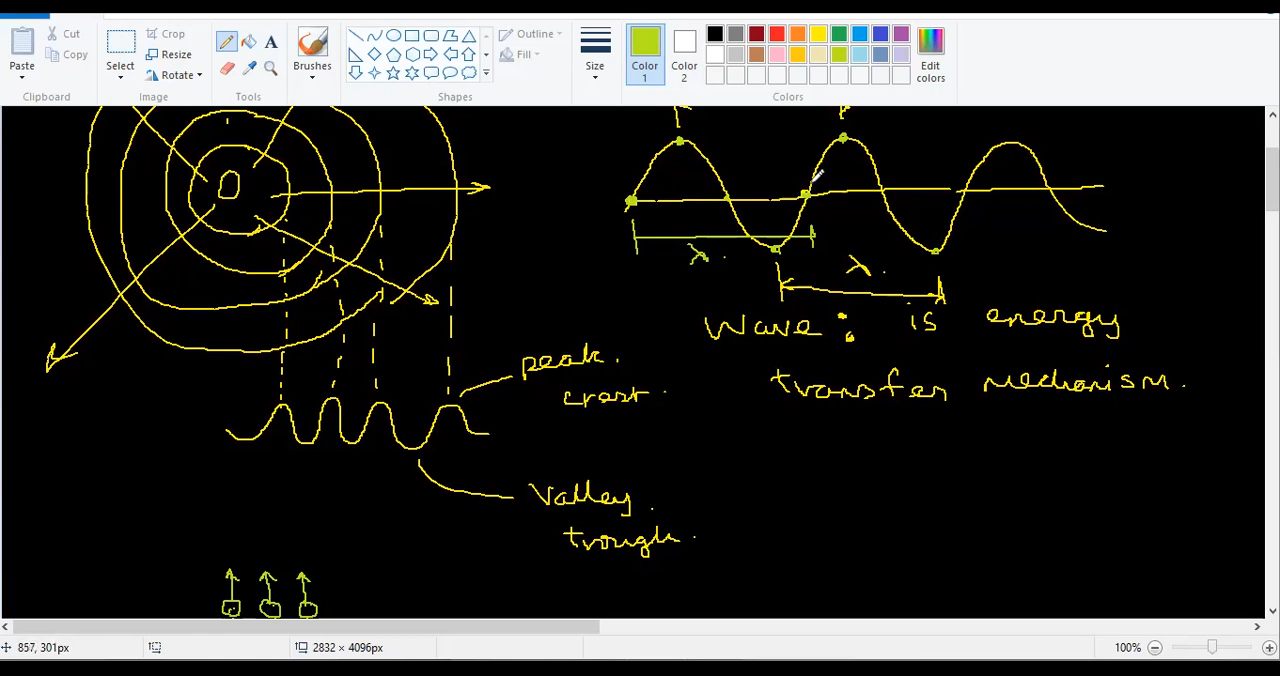 Paste
Cut
Copy
Clipboard
Select
Crop
Resize
Rotate
Image
A
Tools
Brushes
Shapes
Outline
Fill
Size
Color
1
Color
2
Colors
Edit
colors
λ.
λ.
Wave: is energy
transfer mechanism.
peak.
crest.
Valley.
trough.
857, 301px
2832 × 4096px
100%